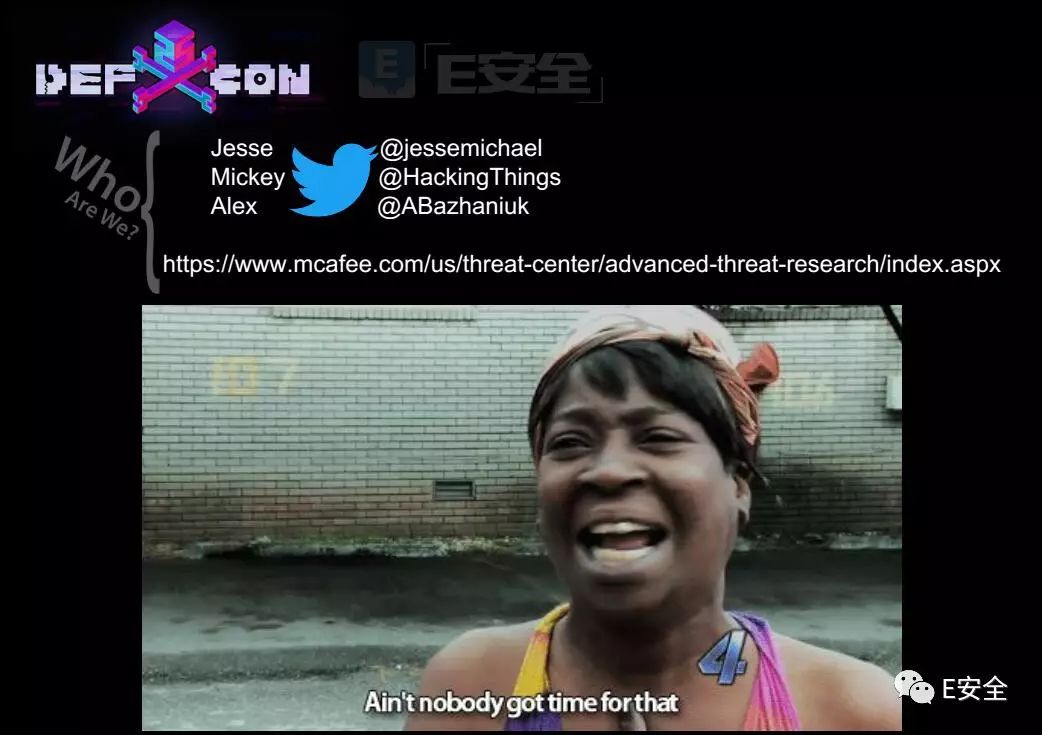 DEF CON
E安全
Who
Are We?
Jesse @jessemichael
Mickey @HackingThings
Alex @ABazhaniuk
https://www.mcafee.com/us/threat-center/advanced-threat-research/index.aspx
4
Ain't nobody got time for that
E安全